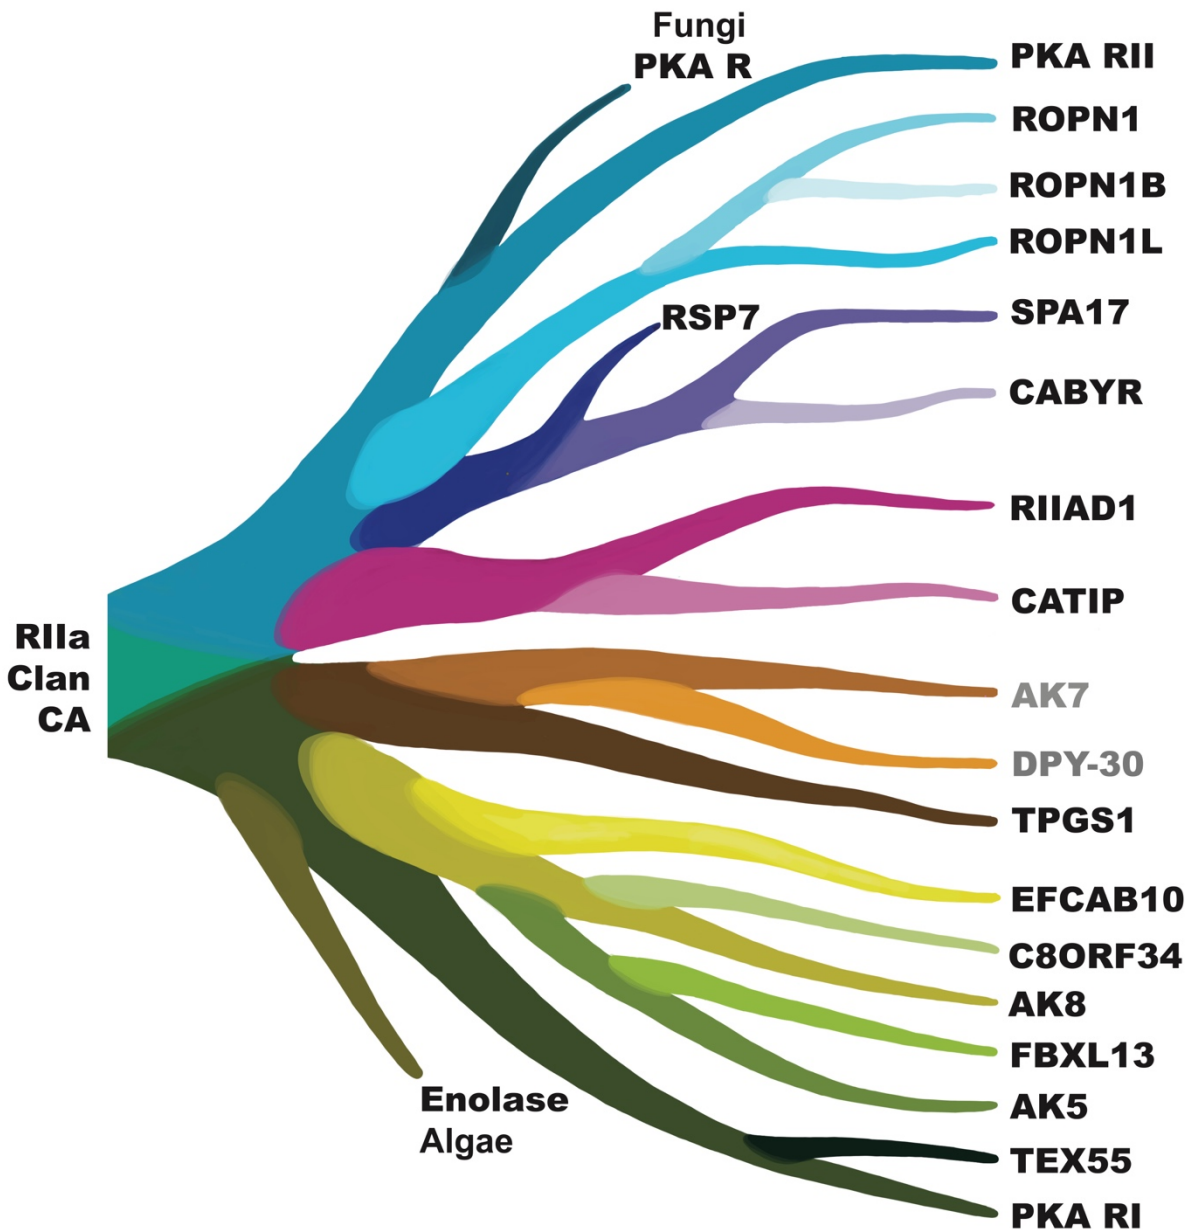 Fungi
PKA R
PKA RII
ROPN1
ROPN1B
ROPN1L
RSP7
SPA17
CABYR
RIIAD1
CATIP
RIIa
Clan
CA
AK7
DPY-30
TPGS1
EFCAB10
C8ORF34
AK8
FBXL13
Enolase
Algae
AK5
TEX55
PKA RI